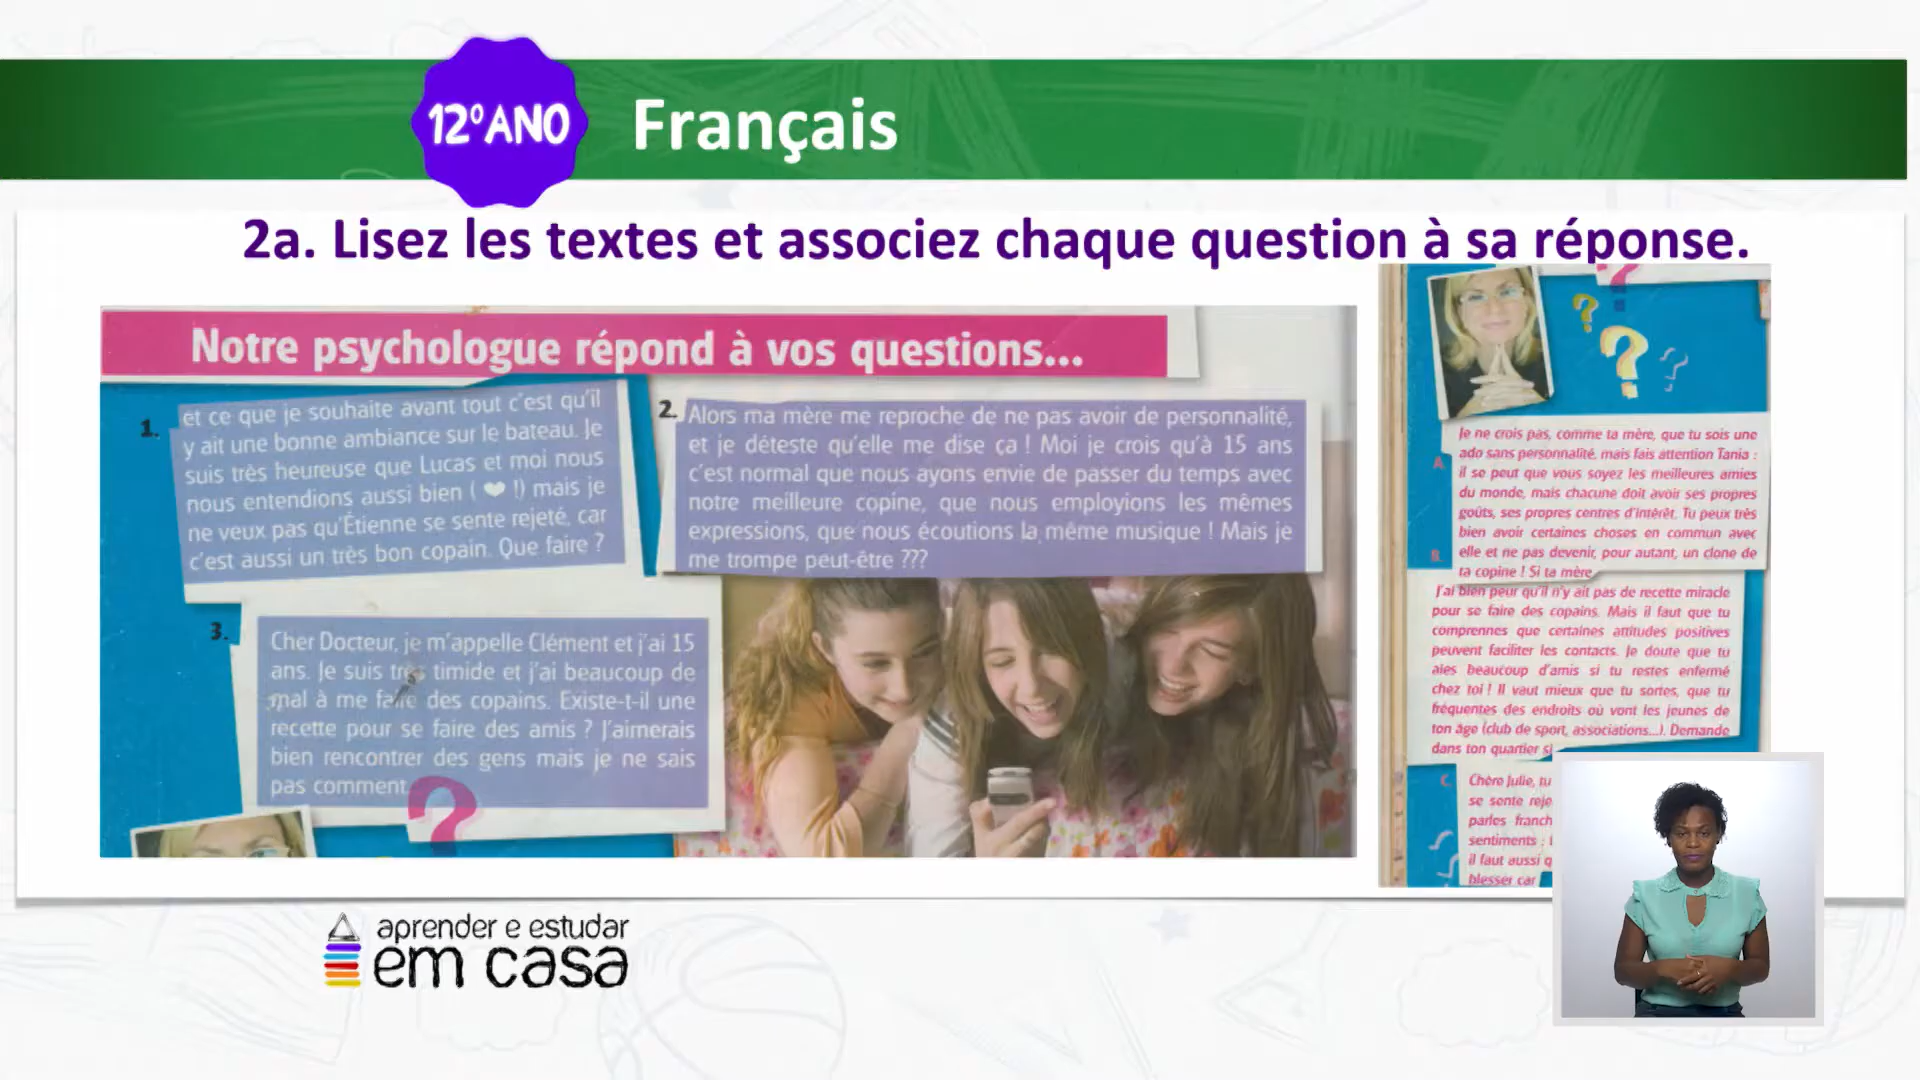 12º ANO
Français
2a. Lisez les textes et associez chaque question à sa réponse.
Notre psychologue répond à vos questions...
1.
et ce que je souhaite avant tout c'est qu'il
y ait une bonne ambiance sur le bateau. Je
suis très heureuse que Lucas et moi nous
nous entendions aussi bien ( ❤ !) mais je
ne veux pas qu'Étienne se sente rejeté, car
c'est aussi un très bon copain. Que faire ?
2.
Alors ma mère me reproche de ne pas avoir de personnalité,
et je déteste qu'elle me dise ça ! Moi je crois qu'à 15 ans
c'est normal que nous ayons envie de passer du temps avec
notre meilleure copine, que nous employions les mêmes
expressions, que nous écoutions la même musique ! Mais je
me trompe peut-être ???
3.
Cher Docteur, je m'appelle Clément et j'ai 15
ans. Je suis très timide et j'ai beaucoup de
mal à me faire des copains. Existe-t-il une
recette pour se faire des amis ? J'aimerais
bien rencontrer des gens mais je ne sais
pas comment.
?
? ? ? ?
A.
Je ne crois pas, comme ta mère, que tu sois une
ado sans personnalité, mais fais attention Tania :
il se peut que vous soyez les meilleures amies
du monde, mais chacune doit avoir ses propres
goûts, ses propres centres d'intérêt. Tu peux très
bien avoir certaines choses en commun avec
elle et ne pas devenir, pour autant, un clone de
ta copine ! Si ta mère
B.
J'ai bien peur qu'il n'y ait pas de recette miracle
pour se faire des copains. Mais il faut que tu
comprennes que certaines attitudes positives
peuvent faciliter les contacts. Je doute que tu
aies beaucoup d'amis si tu restes enfermé
chez toi ! Il vaut mieux que tu sortes, que tu
fréquentes des endroits où vont les jeunes de
ton âge (club de sport, associations...). Demande
dans ton quartier si
C.
Chère Julie, tu
se sente reje
parles franch
sentiments :
il faut aussi q
blesser car
aprender e estudar
em casa